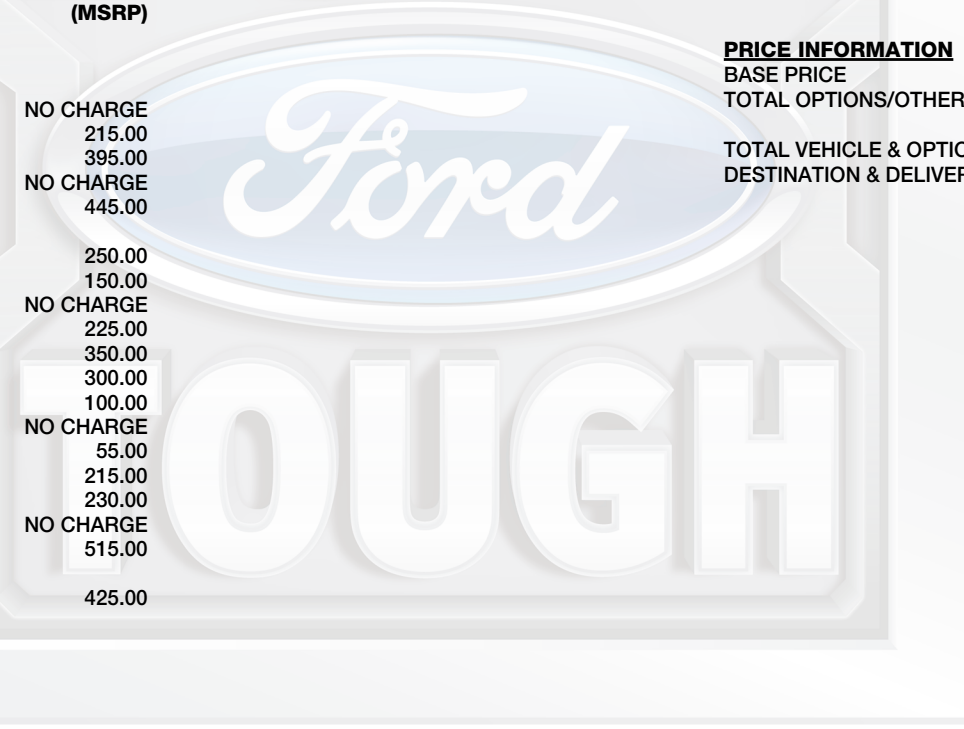 (MSRP)
NO CHARGE
215.00
395.00
NO CHARGE
445.00
250.00
150.00
NO CHARGE
225.00
350.00
300.00
100.00
NO CHARGE
55.00
215.00
230.00
NO CHARGE
515.00
425.00
PRICE INFORMATION
BASE PRICE
TOTAL OPTIONS/OTHER
TOTAL VEHICLE & OPTIO
DESTINATION & DELIVER
Ford
TOUGH